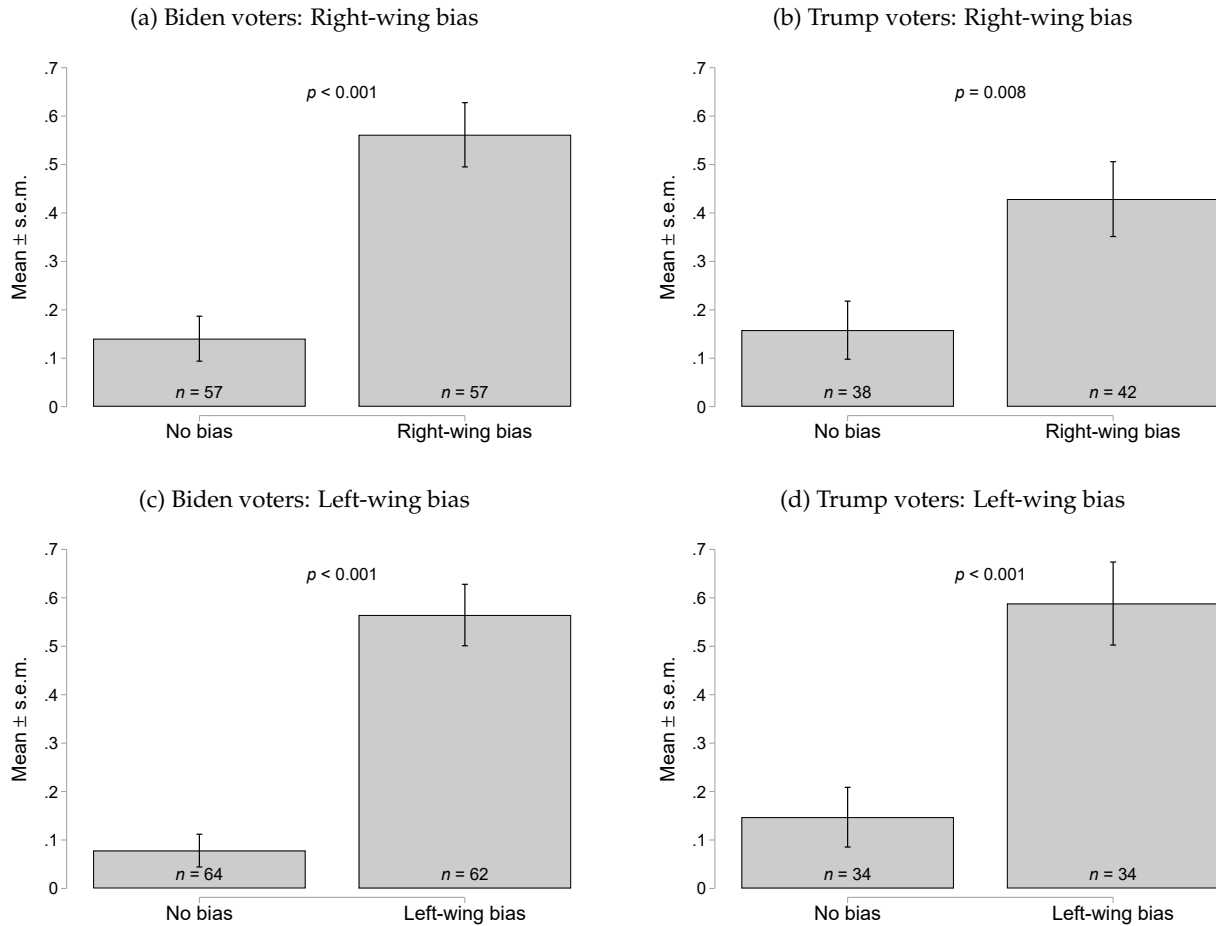 (a) Biden voters: Right-wing bias
.7
.6
.5
.4
.3
.2
.1
0
Mean ± s.e.m.
p < 0.001
n = 57
n = 57
No bias
Right-wing bias
(b) Trump voters: Right-wing bias
.7
.6
.5
.4
.3
.2
.1
0
Mean ± s.e.m.
p = 0.008
n = 38
n = 42
No bias
Right-wing bias
(c) Biden voters: Left-wing bias
.7
.6
.5
.4
.3
.2
.1
0
Mean ± s.e.m.
p < 0.001
n = 64
n = 62
No bias
Left-wing bias
(d) Trump voters: Left-wing bias
.7
.6
.5
.4
.3
.2
.1
0
Mean ± s.e.m.
p < 0.001
n = 34
n = 34
No bias
Left-wing bias